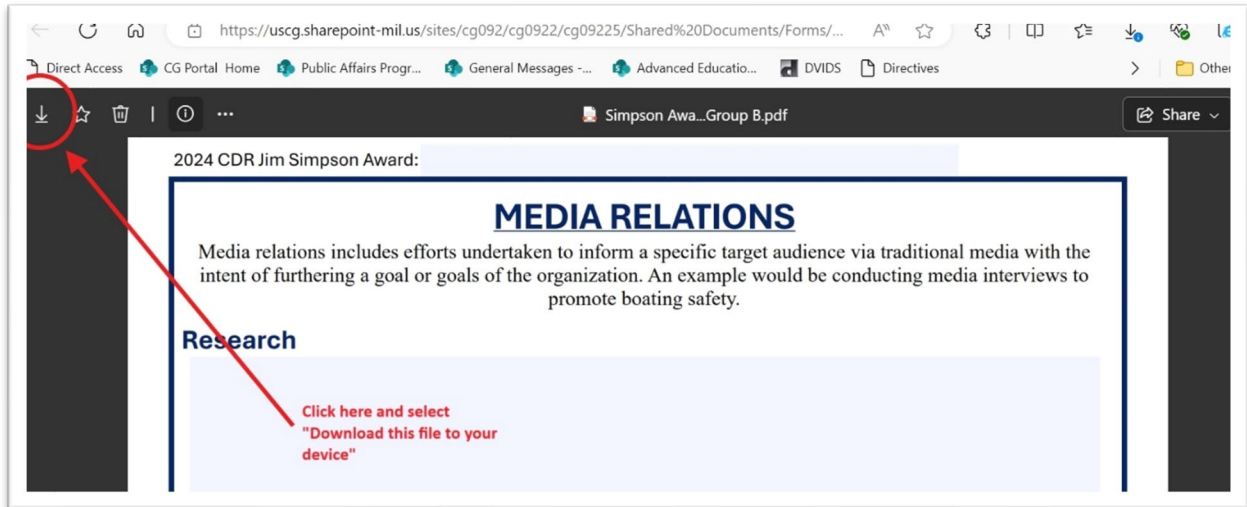 https://uscg.sharepoint-mil.us/sites/cg092/cg0922/cg09225/Shared%20Documents/Forms/...
Direct Access CG Portal Home Public Affairs Progr... General Messages -... Advanced Educatio... DVIDS Directives Other
Simpson Awa...Group B.pdf Share
2024 CDR Jim Simpson Award:
MEDIA RELATIONS
Media relations includes efforts undertaken to inform a specific target audience via traditional media with the
intent of furthering a goal or goals of the organization. An example would be conducting media interviews to
promote boating safety.
Research
Click here and select
"Download this file to your
device"